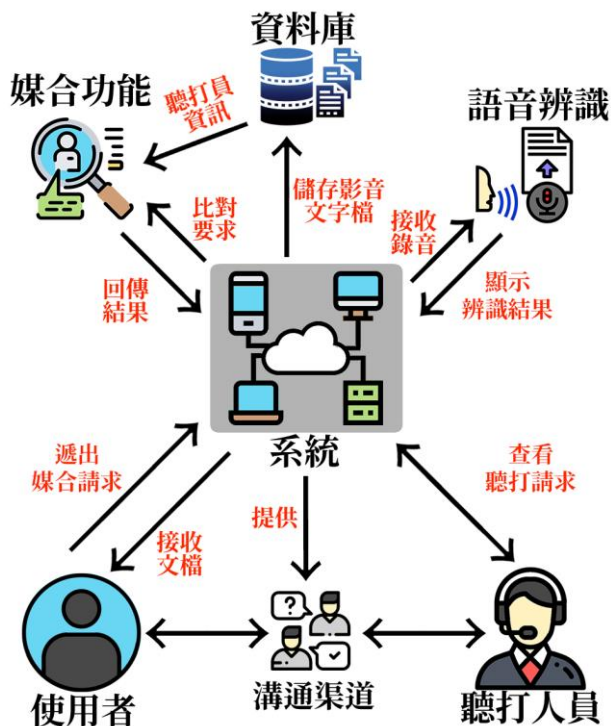 資料庫
媒合功能
語音辨識
聽打員
資訊
比對
要求
儲存影音
文字檔
接收
錄音
回傳
結果
顯示
辨識結果
系統
遞出
媒合請求
接收
文檔
提供
查看
聽打請求
使用者
溝通渠道
聽打人員